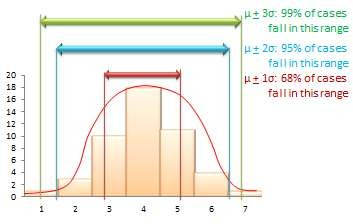 μ ± 3σ: 99% of cases
fall in this range
μ ± 2σ: 95% of cases
fall in this range
μ ± 1σ: 68% of cases
fall in this range
20
18
16
14
12
10
8
6
4
2
0
1 2 3 4 5 6 7